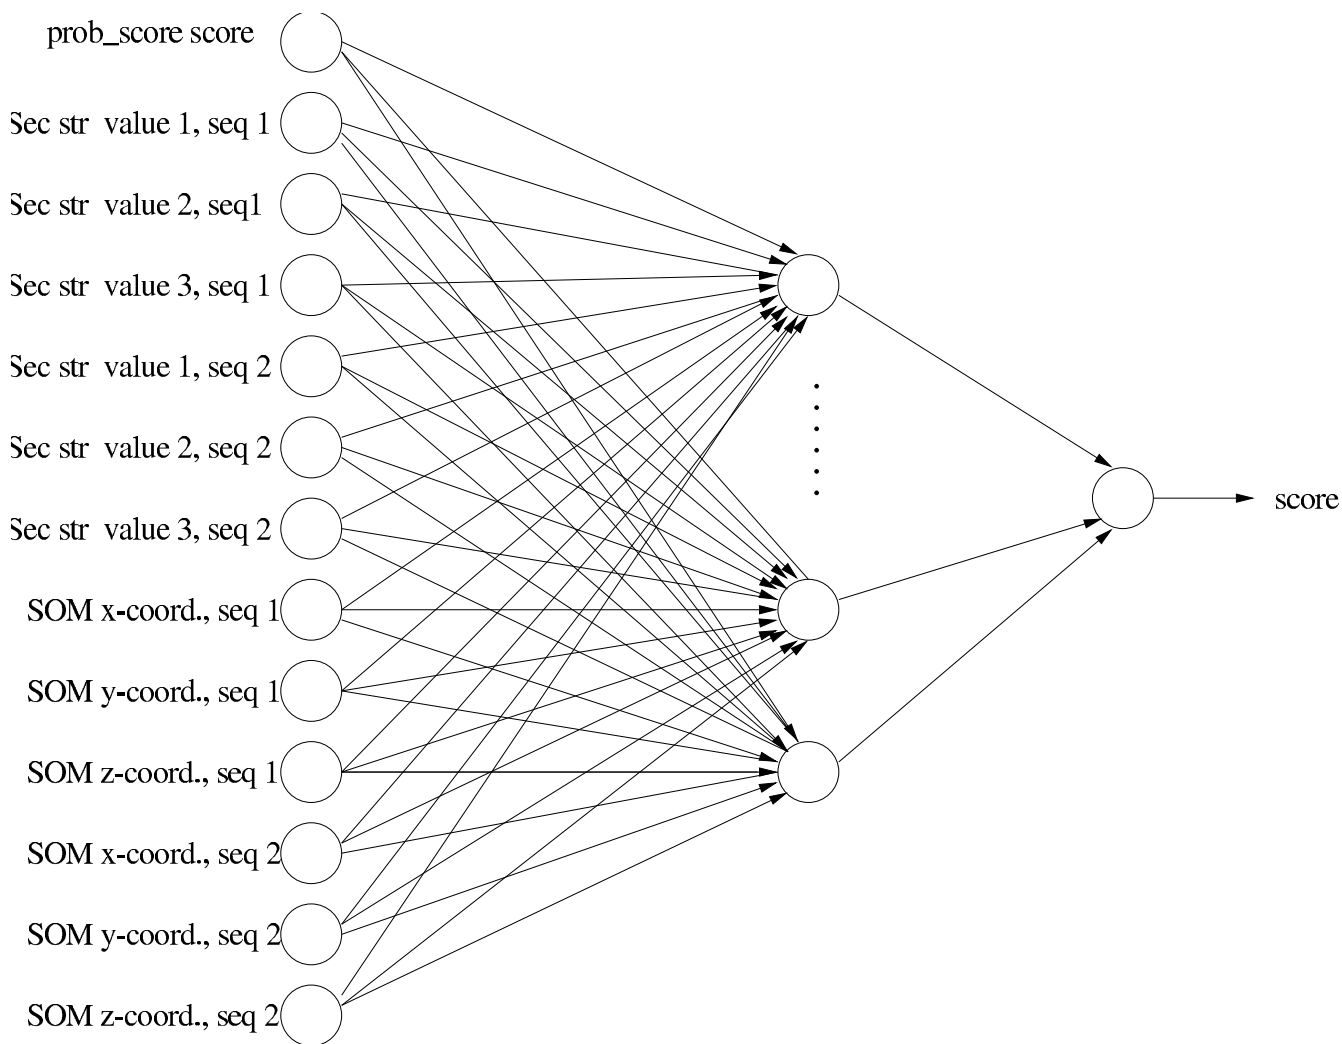 prob_score score
Sec str value 1, seq 1
Sec str value 2, seq1
Sec str value 3, seq 1
Sec str value 1, seq 2
Sec str value 2, seq 2
Sec str value 3, seq 2
SOM x-coord., seq 1
SOM y-coord., seq 1
SOM z-coord., seq 1
SOM x-coord., seq 2
SOM y-coord., seq 2
SOM z-coord., seq 2
score